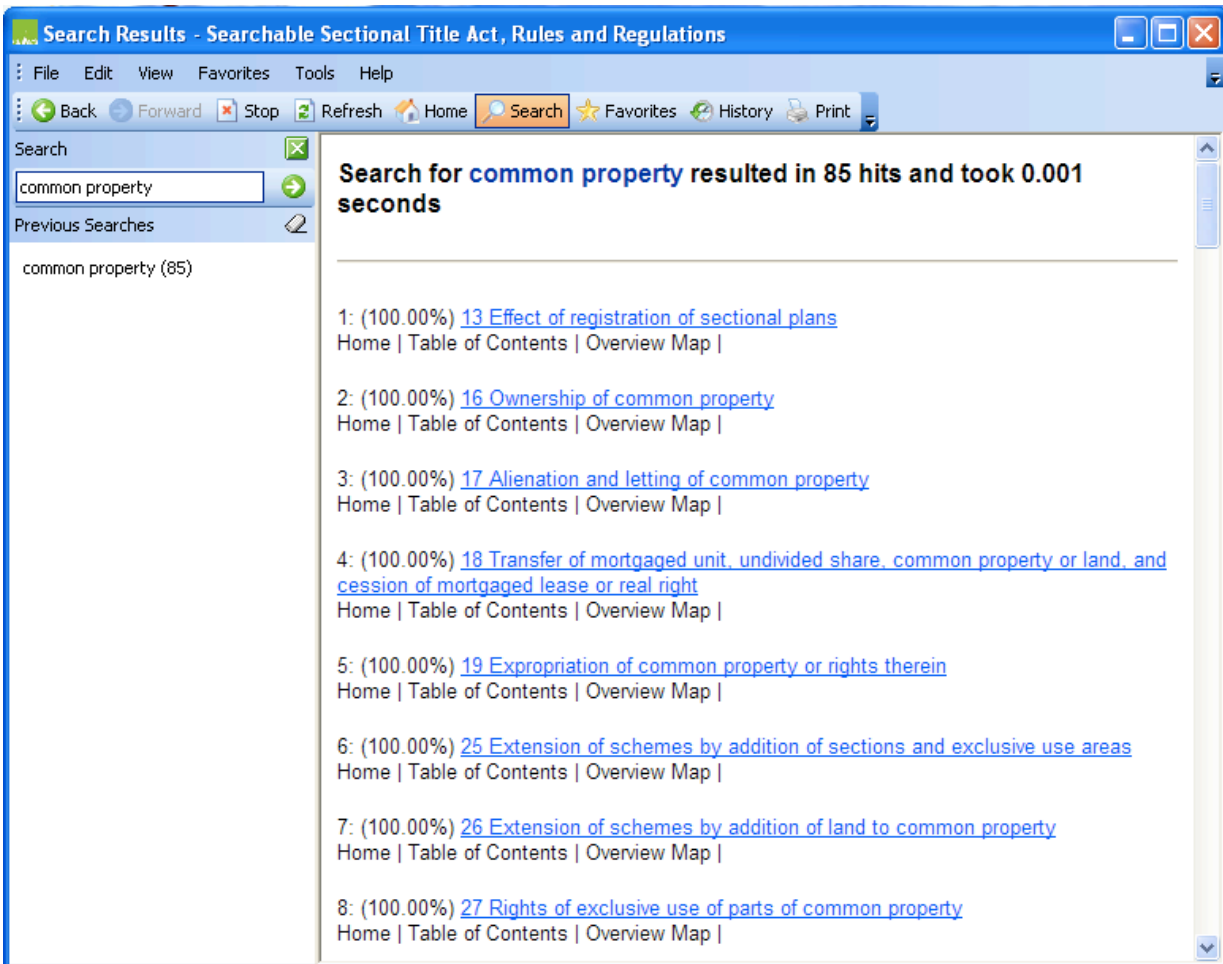 Search Results - Searchable Sectional Title Act, Rules and Regulations
File Edit View Favorites Tools Help
Back Forward Stop Refresh Home Search Favorites History Print
Search
common property
Previous Searches
common property (85)
Search for common property resulted in 85 hits and took 0.001
seconds
1: (100.00%) 13 Effect of registration of sectional plans
Home | Table of Contents | Overview Map |
2: (100.00%) 16 Ownership of common property
Home | Table of Contents | Overview Map |
3: (100.00%) 17 Alienation and letting of common property
Home | Table of Contents | Overview Map |
4: (100.00%) 18 Transfer of mortgaged unit, undivided share, common property or land, and
cession of mortgaged lease or real right
Home | Table of Contents | Overview Map |
5: (100.00%) 19 Expropriation of common property or rights therein
Home | Table of Contents | Overview Map |
6: (100.00%) 25 Extension of schemes by addition of sections and exclusive use areas
Home | Table of Contents | Overview Map |
7: (100.00%) 26 Extension of schemes by addition of land to common property
Home | Table of Contents | Overview Map |
8: (100.00%) 27 Rights of exclusive use of parts of common property
Home | Table of Contents | Overview Map |